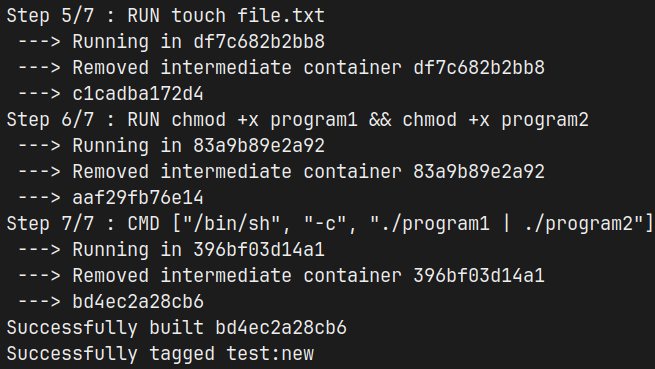 Step 5/7 : RUN touch file.txt
 ---> Running in df7c682b2bb8
 ---> Removed intermediate container df7c682b2bb8
 ---> c1cadba172d4
Step 6/7 : RUN chmod +x program1 && chmod +x program2
 ---> Running in 83a9b89e2a92
 ---> Removed intermediate container 83a9b89e2a92
 ---> aaf29fb76e14
Step 7/7 : CMD ["/bin/sh", "-c", "./program1 | ./program2"]
 ---> Running in 396bf03d14a1
 ---> Removed intermediate container 396bf03d14a1
 ---> bd4ec2a28cb6
Successfully built bd4ec2a28cb6
Successfully tagged test:new